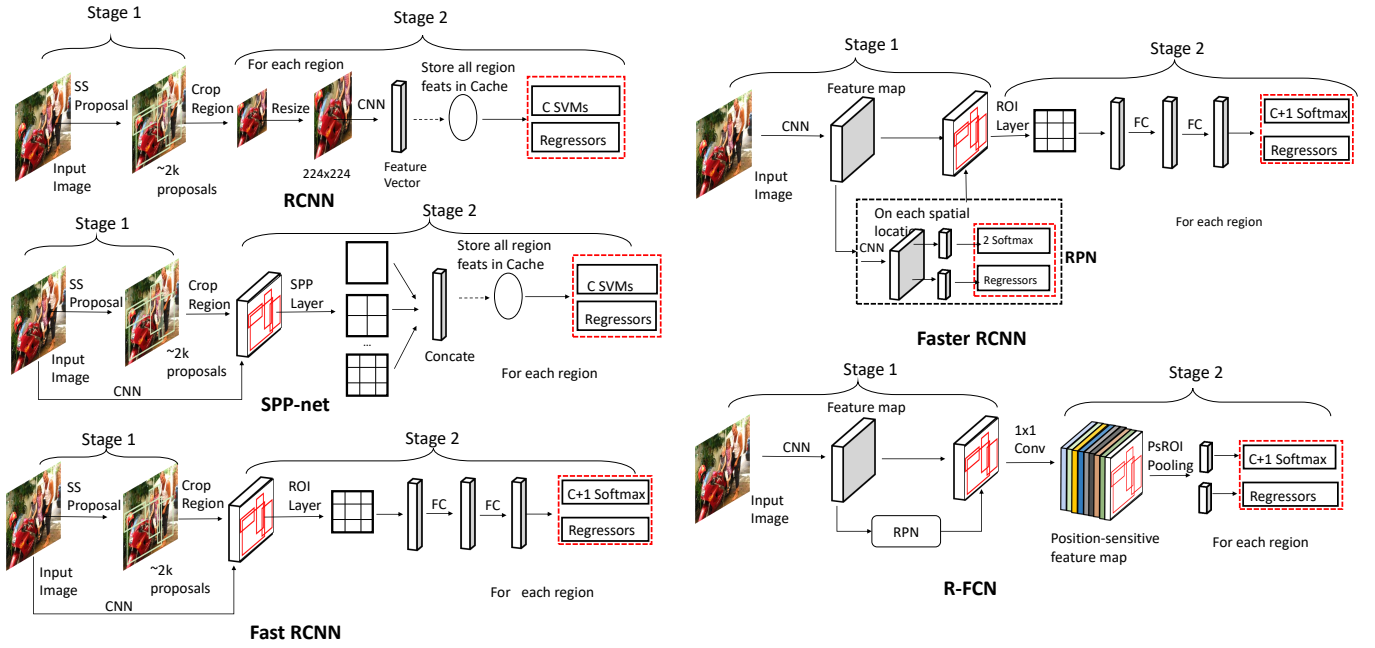 Stage 1
Stage 2
SS
Proposal
Crop
Region
For each region
Resize
CNN
Store all region
feats in Cache
C SVMs
Regressors
Input
Image
~2k
proposals
224x224
Feature
Vector
RCNN
Stage 1
Stage 2
SS
Proposal
Crop
Region
SPP
Layer
...
Store all region
feats in Cache
C SVMs
Regressors
Input
Image
~2k
proposals
CNN
Concate
For each region
SPP-net
Stage 1
Stage 2
SS
Proposal
Crop
Region
ROI
Layer
FC
FC
C+1 Softmax
Regressors
Input
Image
~2k
proposals
CNN
For each region
Fast RCNN
Stage 1
Stage 2
Feature map
CNN
ROI
Layer
FC
FC
C+1 Softmax
Regressors
Input
Image
On each spatial
locatio
CNN
2 Softmax
Regressors
RPN
For each region
Faster RCNN
Stage 1
Stage 2
Feature map
CNN
1x1
Conv
PsROI
Pooling
C+1 Softmax
Regressors
Input
Image
RPN
Position-sensitive
feature map
For each region
R-FCN